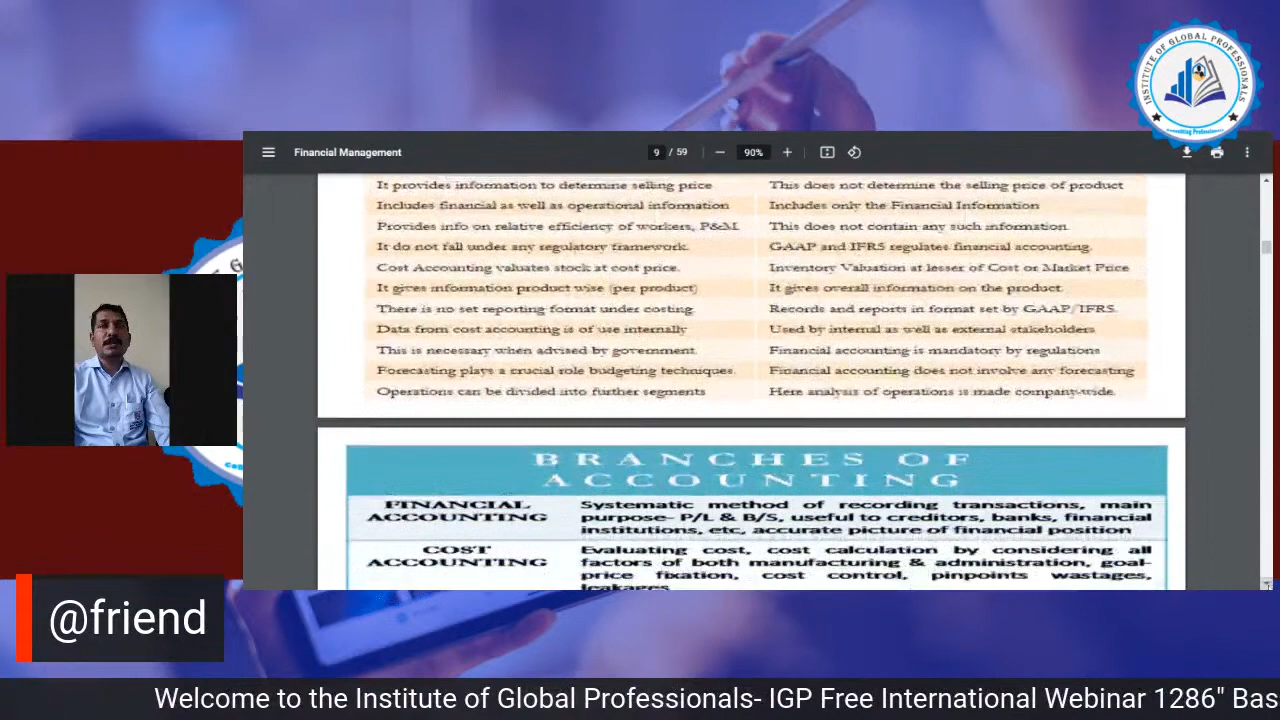 INSTITUTE OF GLOBAL PROFESSIONALS
Connecting Professionals
Financial Management
9 / 59
90%
It provides information to determine selling price This does not determine the selling price of product
Includes financial as well as operational information Includes only the Financial Information
Provides info on relative efficiency of workers, P&M. This does not contain any such information.
It do not fall under any regulatory framework. GAAP and IFRS regulates financial accounting.
Cost Accounting valuates stock at cost price. Inventory Valuation at lesser of Cost or Market Price
It gives information product wise (per product) It gives overall information on the product.
There is no set reporting format under costing. Records and reports in format set by GAAP/IFRS.
Data from cost accounting is of use internally Used by internal as well as external stakeholders
This is necessary when advised by government. Financial accounting is mandatory by regulations
Forecasting plays a crucial role budgeting techniques. Financial accounting does not involve any forecasting
Operations can be divided into further segments Here analysis of operations is made company-wide.
BRANCHES OF
ACCOUNTING
FINANCIAL Systematic method of recording transactions, main
ACCOUNTING purpose- P/L & B/S, useful to creditors, banks, financial
institutions, etc, accurate picture of financial position
COST Evaluating cost, cost calculation by considering all
ACCOUNTING factors of both manufacturing & administration, goal-
price fixation, cost control, pinpoints wastages,
leakages
@friend
Welcome to the Institute of Global Professionals- IGP Free International Webinar 1286" Bas